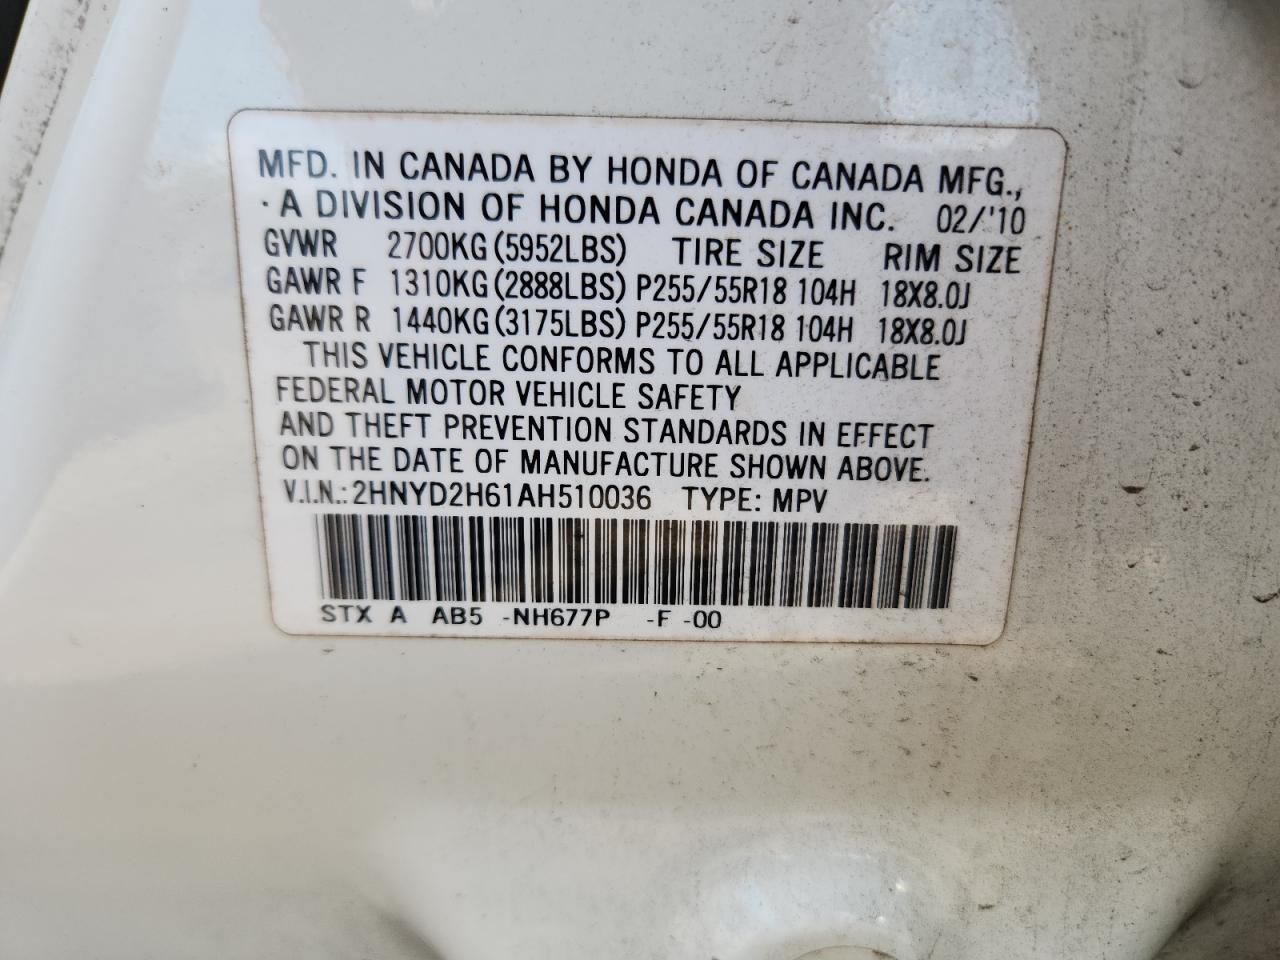 MFD. IN CANADA BY HONDA OF CANADA MFG.,
A DIVISION OF HONDA CANADA INC. 02/'10
GVWR 2700KG (5952LBS) TIRE SIZE RIM SIZE
GAWR F 1310KG (2888LBS) P255/55R18 104H 18X8.0J
GAWR R 1440KG (3175LBS) P255/55R18 104H 18X8.0J
THIS VEHICLE CONFORMS TO ALL APPLICABLE
FEDERAL MOTOR VEHICLE SAFETY
AND THEFT PREVENTION STANDARDS IN EFFECT
ON THE DATE OF MANUFACTURE SHOWN ABOVE.
V.I.N.: 2HNYD2H61AH510036 TYPE: MPV
STX A AB5 -NH677P -F -00